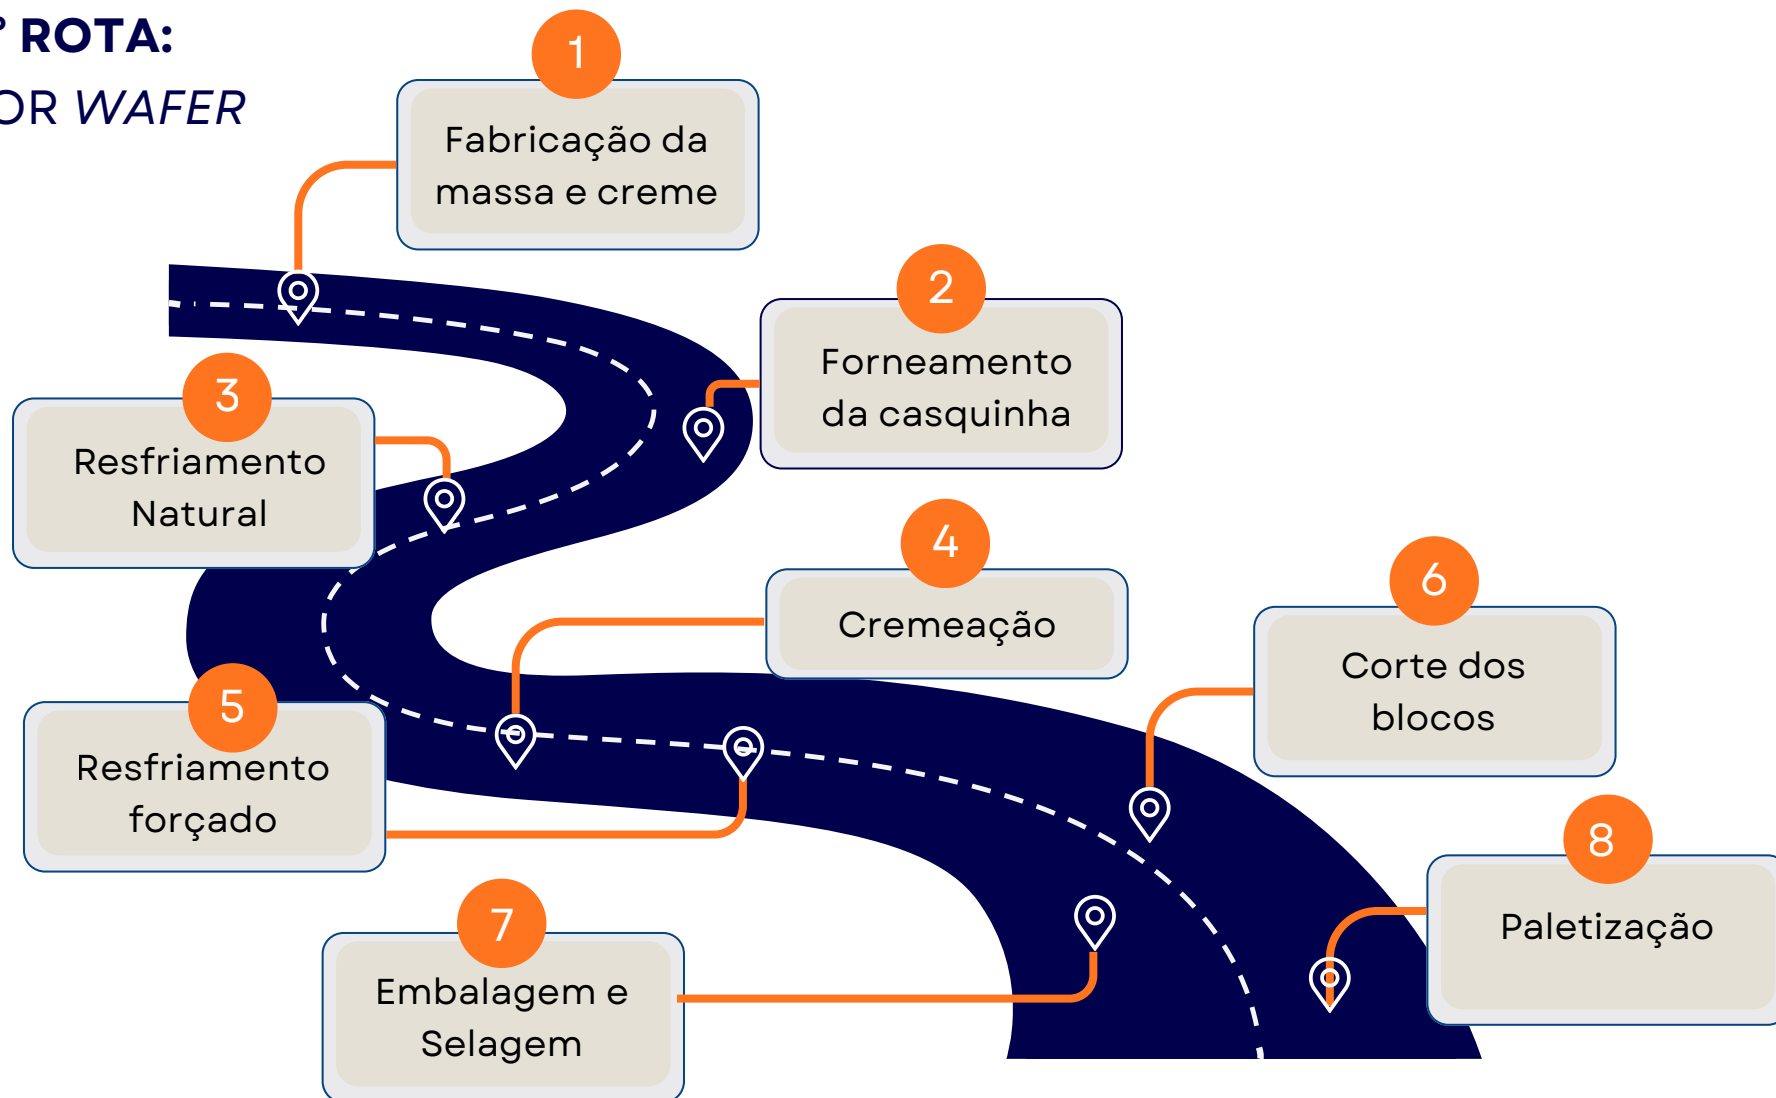 ROTA:
WAFER
1
Fabricação da
massa e creme
2
Forneamento
da casquinha
3
Resfriamento
Natural
4
Cremeação
5
Resfriamento
forçado
6
Corte dos
blocos
7
Embalagem e
Selagem
8
Paletização